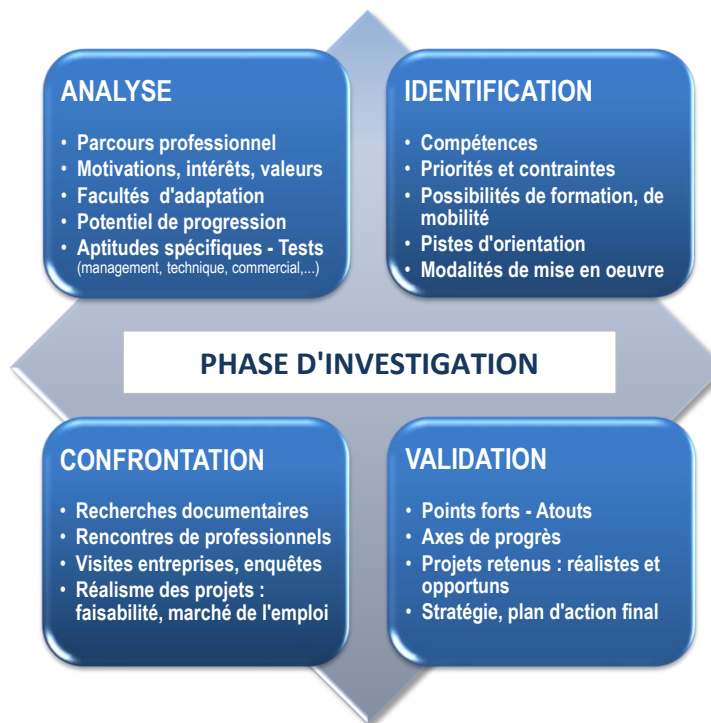 ANALYSE
• Parcours professionnel
• Motivations, intérêts, valeurs
• Facultés d'adaptation
• Potentiel de progression
• Aptitudes spécifiques - Tests
(management, technique, commercial,...)
IDENTIFICATION
• Compétences
• Priorités et contraintes
• Possibilités de formation, de
mobilité
• Pistes d'orientation
• Modalités de mise en oeuvre
PHASE D'INVESTIGATION
CONFRONTATION
• Recherches documentaires
• Rencontres de professionnels
• Visites entreprises, enquêtes
• Réalisme des projets :
faisabilité, marché de l'emploi
VALIDATION
• Points forts - Atouts
• Axes de progrès
• Projets retenus : réalistes et
opportuns
• Stratégie, plan d'action final